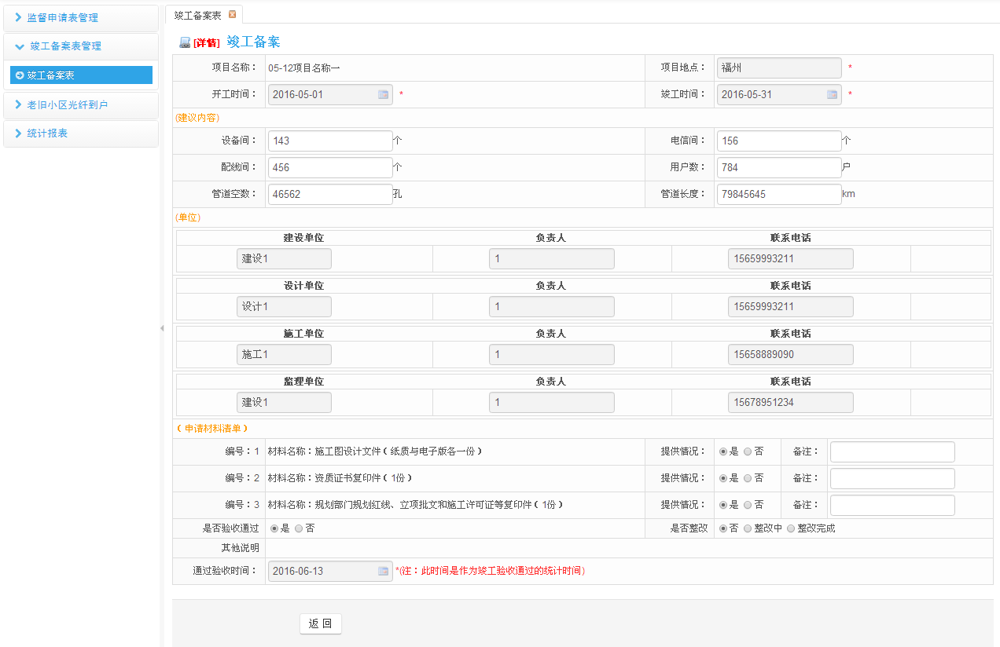 监督申请表管理
竣工备案表管理
竣工备案表
老旧小区光纤到户
统计报表
竣工备案表
[详情] 竣工备案
项目名称： 05-12项目名称一 项目地点： 福州 *
开工时间： 2016-05-01 * 竣工时间： 2016-05-31 *
(建议内容)
设备间： 143 个 电信间： 156 个
配线间： 456 个 用户数： 784 户
管道空数： 46562 孔 管道长度： 79845645 km
(单位)
建设单位 负责人 联系电话
建设1 1 15659993211
设计单位 负责人 联系电话
设计1 1 15659993211
施工单位 负责人 联系电话
施工1 1 15658889090
监理单位 负责人 联系电话
建设1 1 15678951234
（申请材料清单）
编号：1 材料名称：施工图设计文件（纸质与电子版各一份） 提供情况： 是 否 备注：
编号：2 材料名称：资质证书复印件（1份） 提供情况： 是 否 备注：
编号：3 材料名称：规划部门规划红线、立项批文和施工许可证等复印件（1份） 提供情况： 是 否 备注：
是否验收通过 是 否 是否整改 否 整改中 整改完成
其他说明
通过验收时间： 2016-06-13 *(注：此时间是作为竣工验收通过的统计时间)
返 回